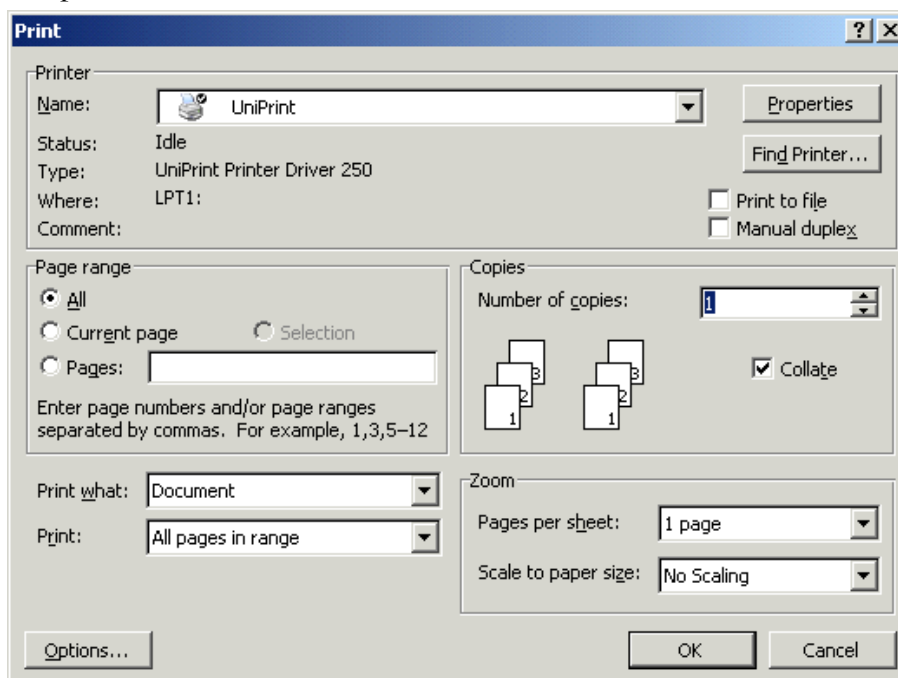 Print
Printer
Name: UniPrint Properties
Status: Idle
Find Printer...
Type: UniPrint Printer Driver 250
Where: LPT1: Print to file
Comment: Manual duplex
Page range
All
Current page Selection
Pages:
Enter page numbers and/or page ranges
separated by commas. For example, 1,3,5–12
Copies
Number of copies: 1
3 3
2 2
1 1
Collate
Print what: Document
Print: All pages in range
Zoom
Pages per sheet: 1 page
Scale to paper size: No Scaling
Options... OK Cancel